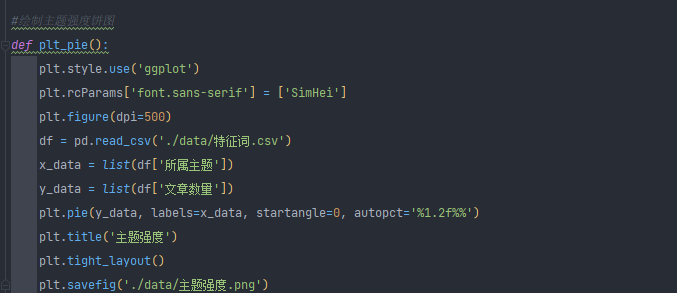 #绘制主题强度饼图
def plt_pie():
plt.style.use('ggplot')
plt.rcParams['font.sans-serif'] = ['SimHei']
plt.figure(dpi=500)
df = pd.read_csv('./data/特征词.csv')
x_data = list(df['所属主题'])
y_data = list(df['文章数量'])
plt.pie(y_data, labels=x_data, startangle=0, autopct='%1.2f%%')
plt.title('主题强度')
plt.tight_layout()
plt.savefig('./data/主题强度.png')